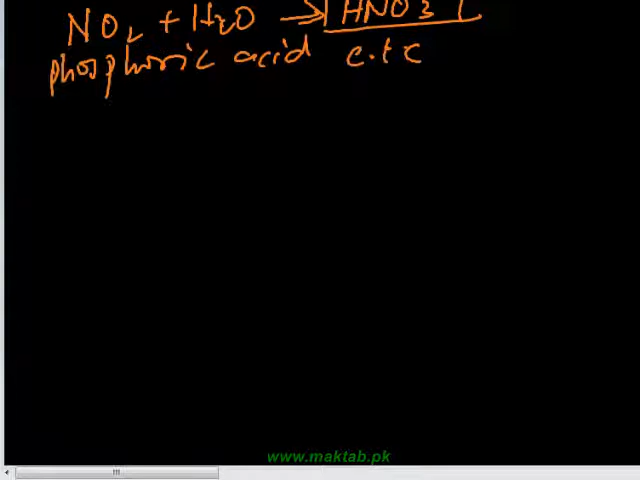 NO₂ + H₂O → HNO₃
phosphoric acid e.t.c
www.maktab.pk